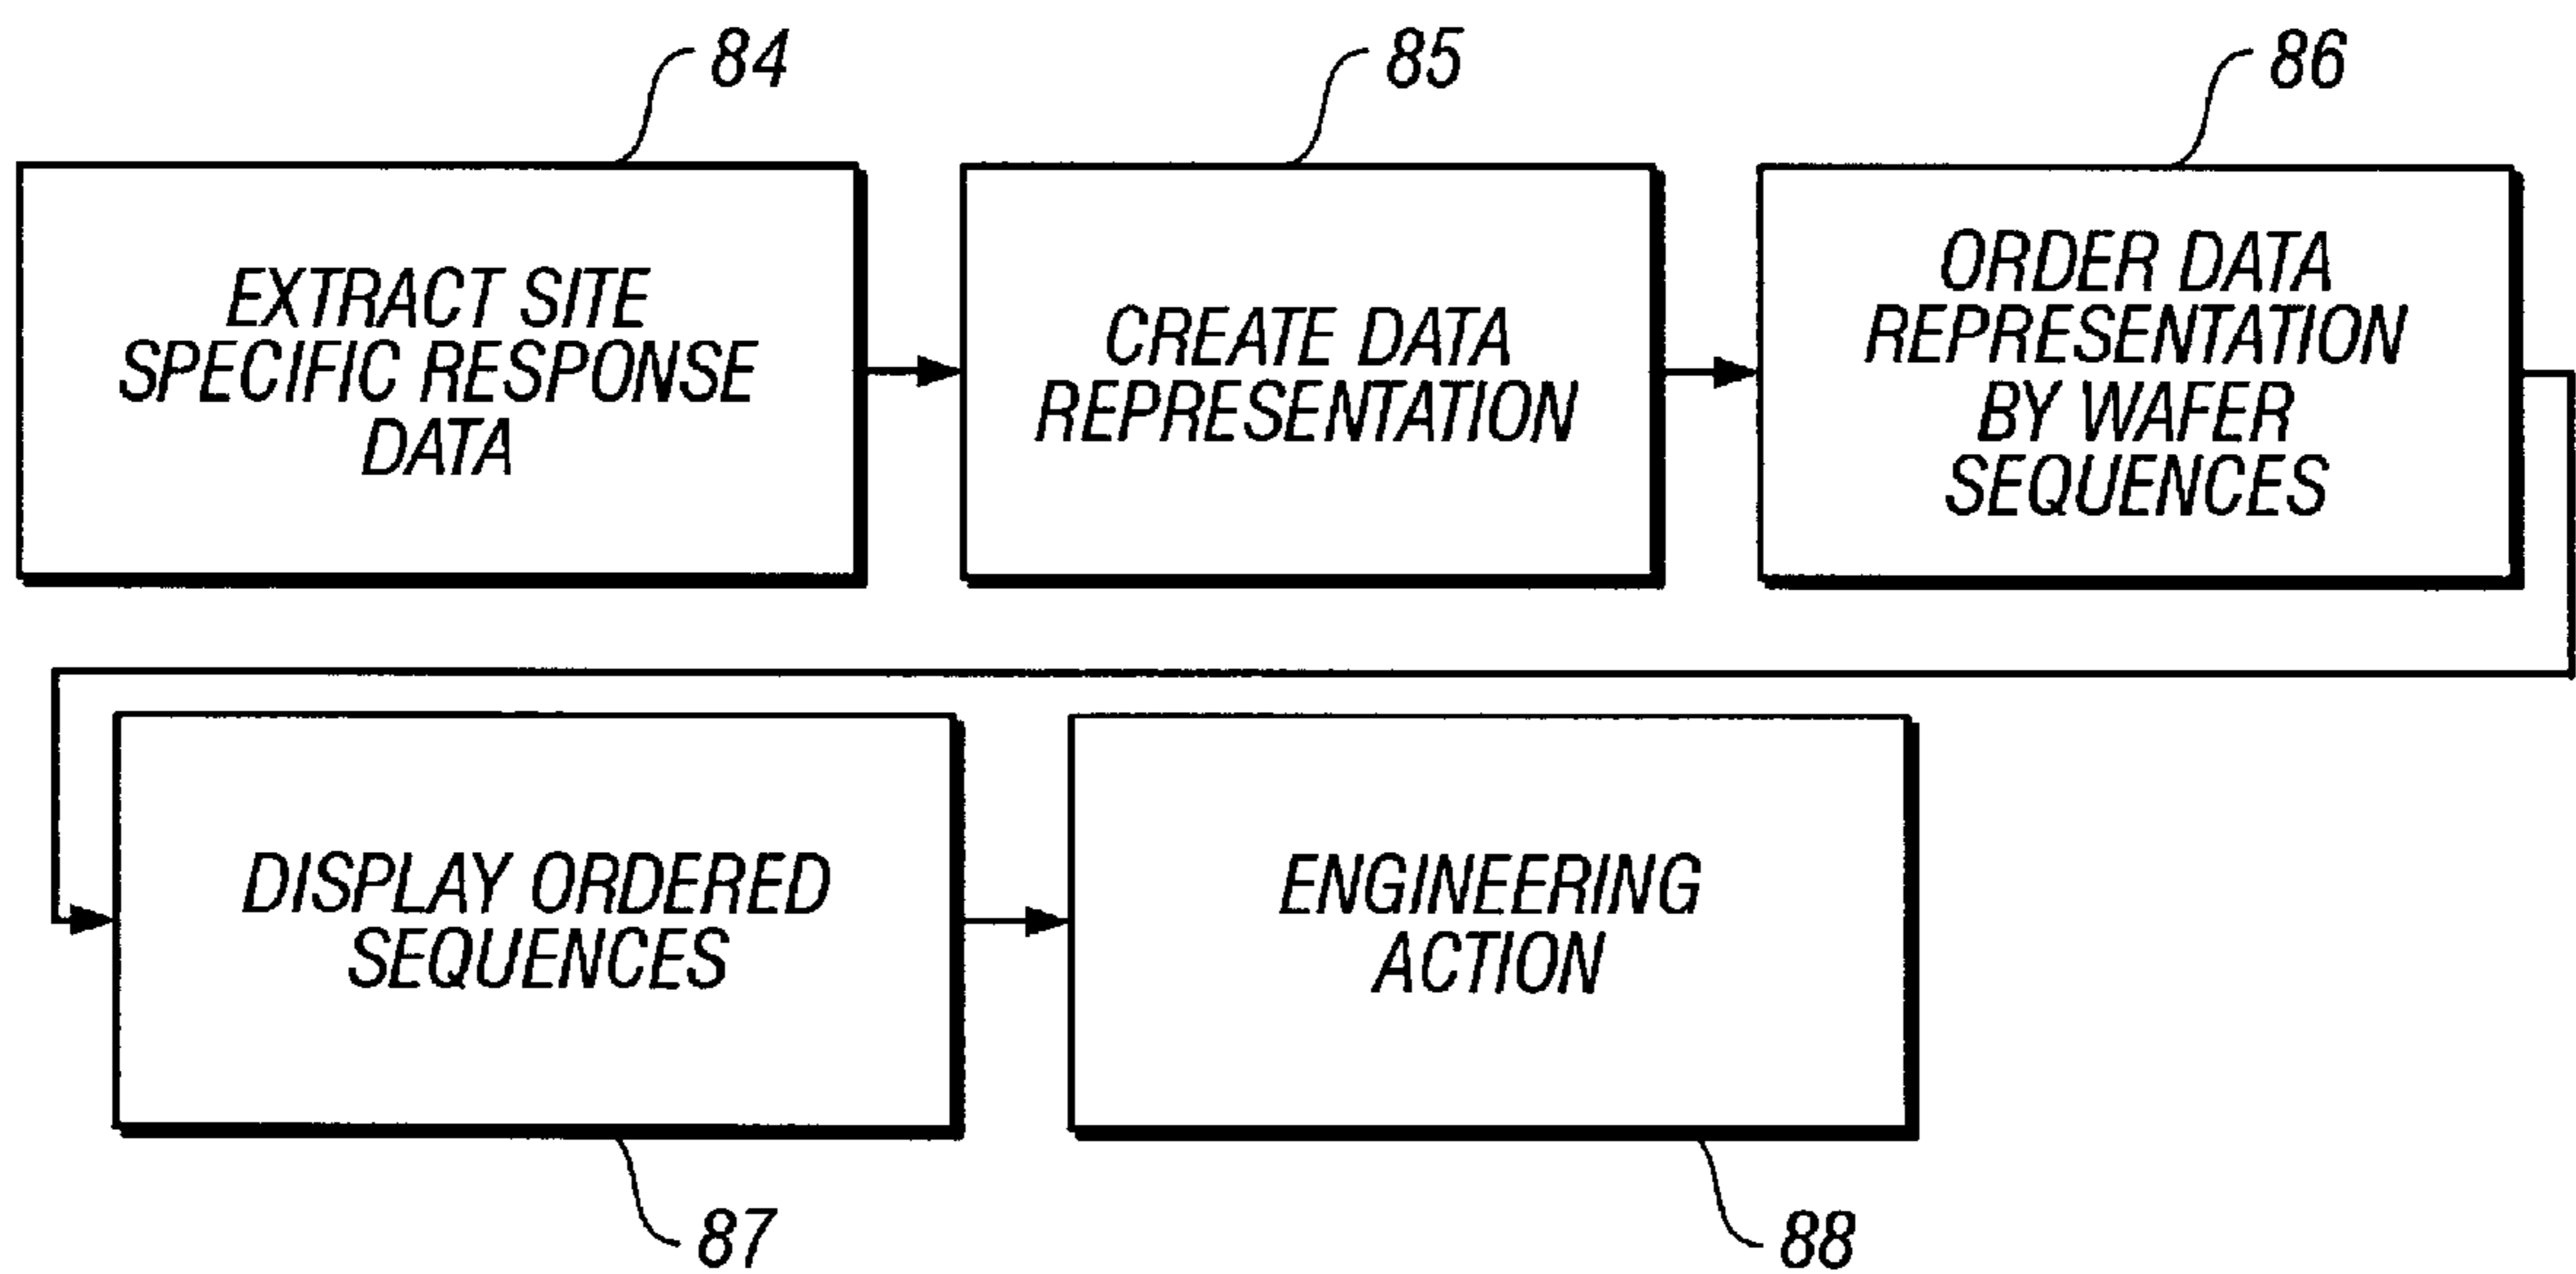 84
EXTRACT SITE
SPECIFIC RESPONSE
DATA
85
CREATE DATA
REPRESENTATION
86
ORDER DATA
REPRESENTATION
BY WAFER
SEQUENCES
DISPLAY ORDERED
SEQUENCES
87
ENGINEERING
ACTION
88